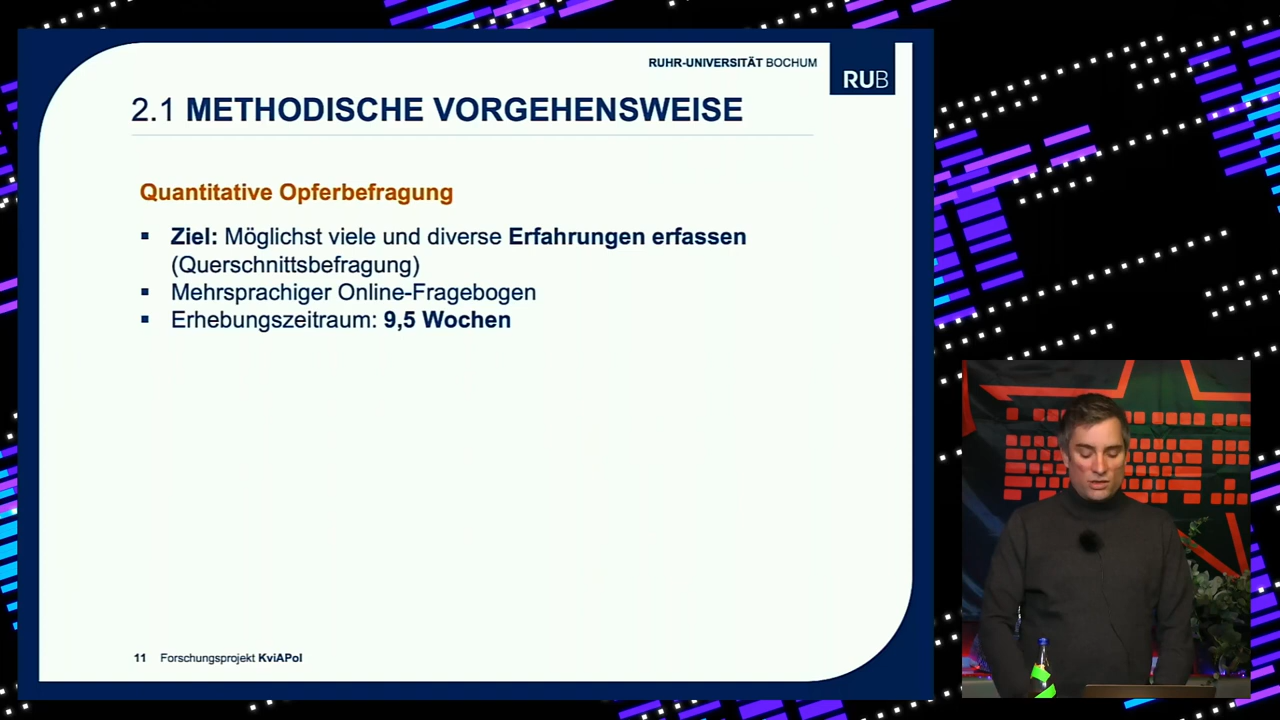 RUHR-UNIVERSITÄT BOCHUM
RUB
2.1 METHODISCHE VORGEHENSWEISE
Quantitative Opferbefragung
▪ Ziel: Möglichst viele und diverse Erfahrungen erfassen
(Querschnittsbefragung)
▪ Mehrsprachiger Online-Fragebogen
▪ Erhebungszeitraum: 9,5 Wochen
11 Forschungsprojekt KviAPol